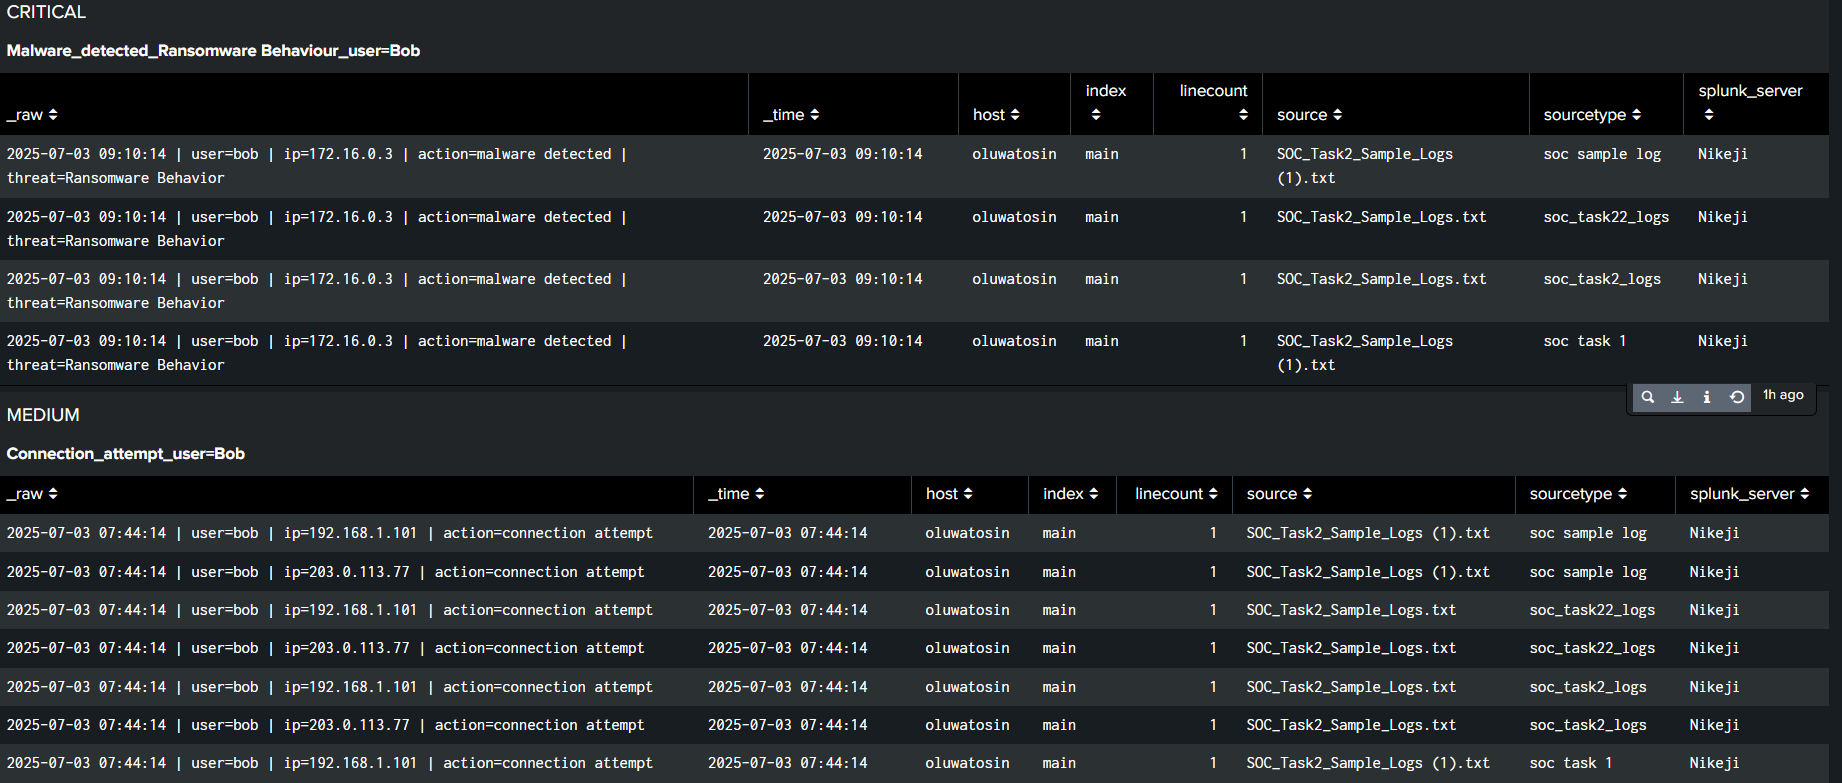 CRITICAL
Malware_detected_Ransomware Behaviour_user=Bob
index linecount splunk_server
_raw _time host source sourcetype
2025-07-03 09:10:14 | user=bob | ip=172.16.0.3 | action=malware detected | 2025-07-03 09:10:14 oluwatosin main 1 SOC_Task2_Sample_Logs soc sample log Nikeji
threat=Ransomware Behavior (1).txt
2025-07-03 09:10:14 | user=bob | ip=172.16.0.3 | action=malware detected | 2025-07-03 09:10:14 oluwatosin main 1 SOC_Task2_Sample_Logs.txt soc_task22_logs Nikeji
threat=Ransomware Behavior
2025-07-03 09:10:14 | user=bob | ip=172.16.0.3 | action=malware detected | 2025-07-03 09:10:14 oluwatosin main 1 SOC_Task2_Sample_Logs.txt soc_task2_logs Nikeji
threat=Ransomware Behavior
2025-07-03 09:10:14 | user=bob | ip=172.16.0.3 | action=malware detected | 2025-07-03 09:10:14 oluwatosin main 1 SOC_Task2_Sample_Logs soc task 1 Nikeji
threat=Ransomware Behavior (1).txt
1h ago
MEDIUM
Connection_attempt_user=Bob
_raw _time host index linecount source sourcetype splunk_server
2025-07-03 07:44:14 | user=bob | ip=192.168.1.101 | action=connection attempt 2025-07-03 07:44:14 oluwatosin main 1 SOC_Task2_Sample_Logs (1).txt soc sample log Nikeji
2025-07-03 07:44:14 | user=bob | ip=203.0.113.77 | action=connection attempt 2025-07-03 07:44:14 oluwatosin main 1 SOC_Task2_Sample_Logs (1).txt soc sample log Nikeji
2025-07-03 07:44:14 | user=bob | ip=192.168.1.101 | action=connection attempt 2025-07-03 07:44:14 oluwatosin main 1 SOC_Task2_Sample_Logs.txt soc_task22_logs Nikeji
2025-07-03 07:44:14 | user=bob | ip=203.0.113.77 | action=connection attempt 2025-07-03 07:44:14 oluwatosin main 1 SOC_Task2_Sample_Logs.txt soc_task22_logs Nikeji
2025-07-03 07:44:14 | user=bob | ip=192.168.1.101 | action=connection attempt 2025-07-03 07:44:14 oluwatosin main 1 SOC_Task2_Sample_Logs.txt soc_task2_logs Nikeji
2025-07-03 07:44:14 | user=bob | ip=203.0.113.77 | action=connection attempt 2025-07-03 07:44:14 oluwatosin main 1 SOC_Task2_Sample_Logs.txt soc_task2_logs Nikeji
2025-07-03 07:44:14 | user=bob | ip=192.168.1.101 | action=connection attempt 2025-07-03 07:44:14 oluwatosin main 1 SOC_Task2_Sample_Logs (1).txt soc task 1 Nikeji